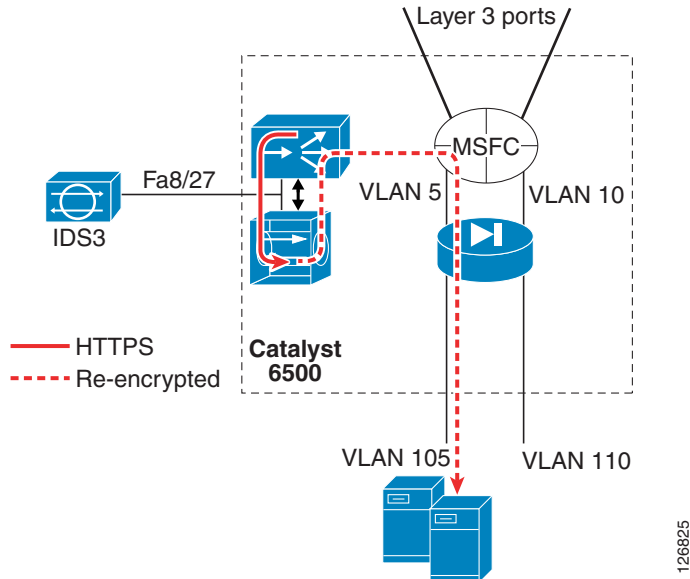 Layer 3 ports
MSFC
Fa8/27
VLAN 5
VLAN 10
IDS3
HTTPS
Re-encrypted
Catalyst
6500
VLAN 105
VLAN 110
126825